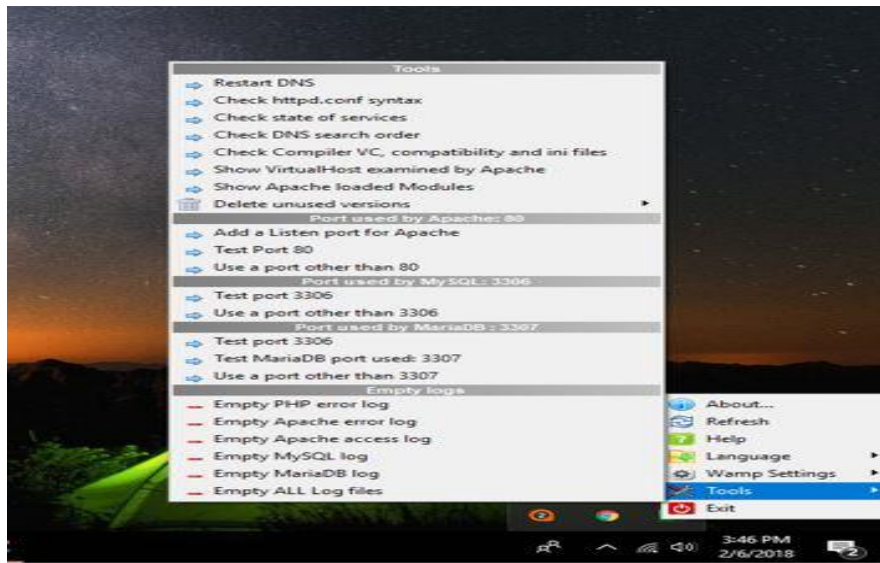 Tools
Restart DNS
Check httpd.conf syntax
Check state of services
Check DNS search order
Check Compiler VC, compatibility and ini files
Show VirtualHost examined by Apache
Show Apache loaded Modules
Delete unused versions
Port used by Apache: 80
Add a Listen port for Apache
Test Port 80
Use a port other than 80
Port used by MySQL: 3306
Test port 3306
Use a port other than 3306
Port used by MariaDB : 3307
Test port 3306
Test MariaDB port used: 3307
Use a port other than 3307
Empty logs
Empty PHP error log
Empty Apache error log
Empty Apache access log
Empty MySQL log
Empty MariaDB log
Empty ALL Log files
About...
Refresh
Help
Language
Wamp Settings
Tools
Exit
3:46 PM
2/6/2018
2